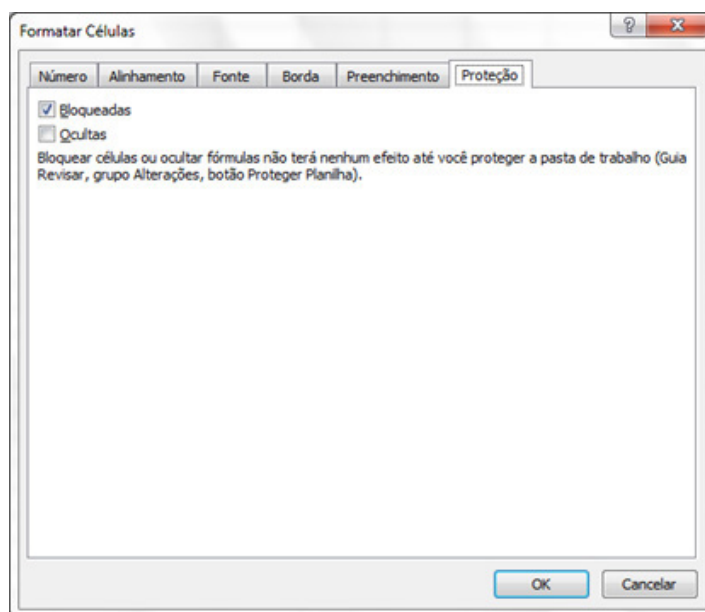 Formatar Células
Número Alinhamento Fonte Borda Preenchimento Proteção
Bloqueadas
Ocultas
Bloquear células ou ocultar fórmulas não terá nenhum efeito até você proteger a pasta de trabalho (Guia
Revisar, grupo Alterações, botão Proteger Planilha).
OK Cancelar